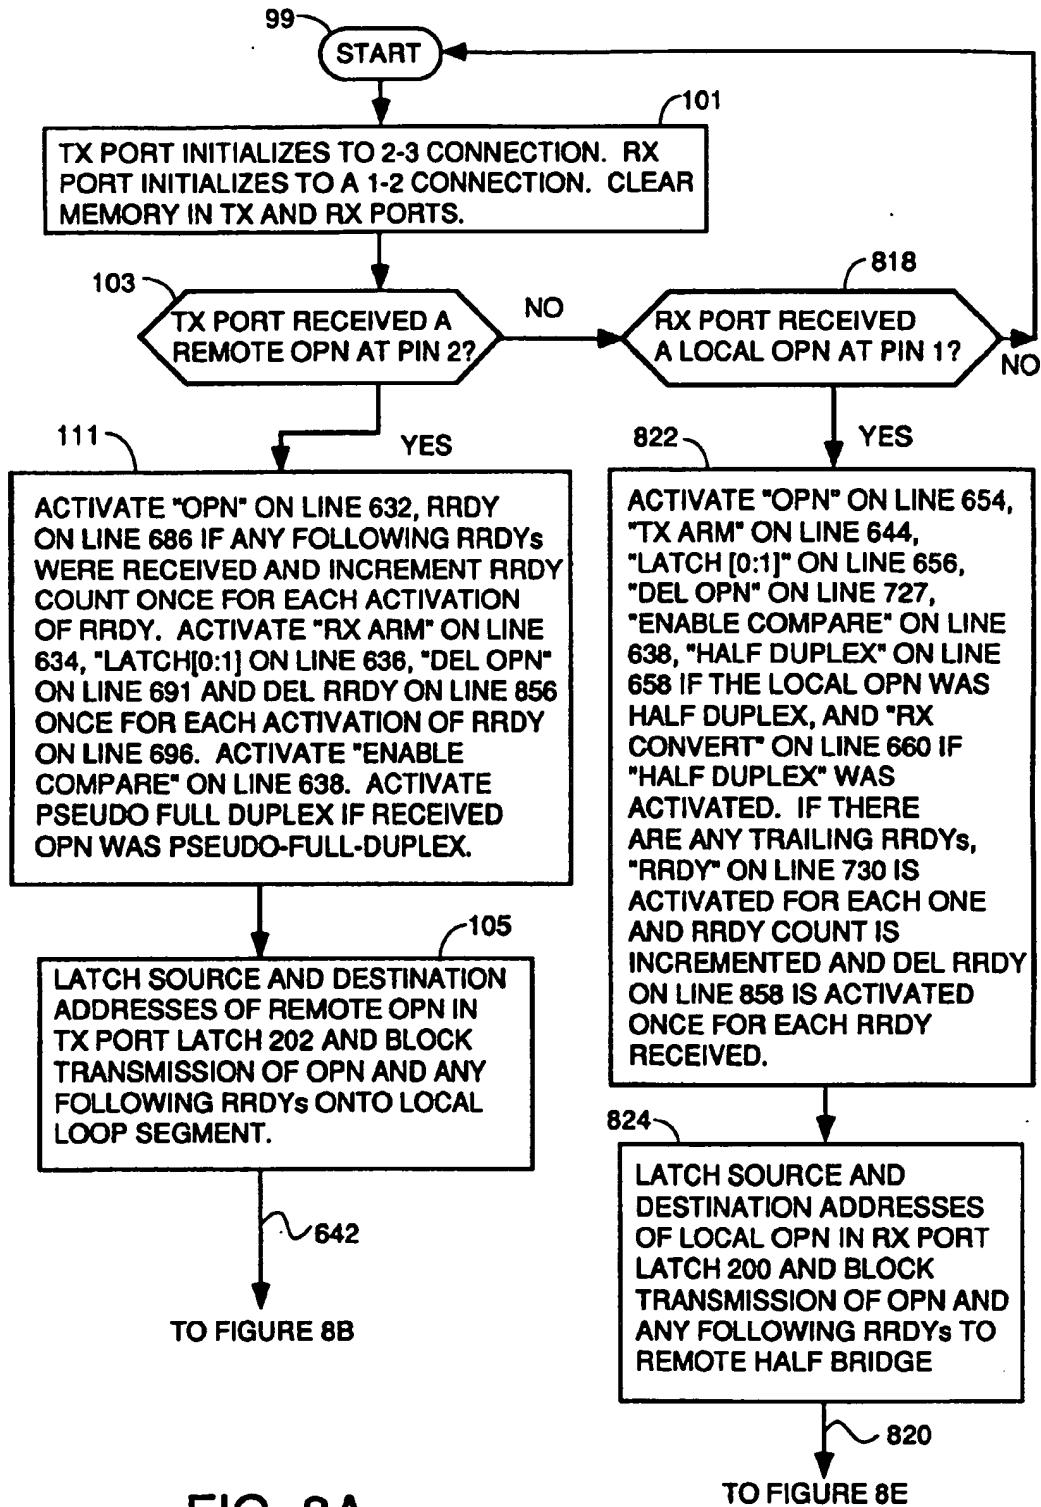 99
START
101
TX PORT INITIALIZES TO 2-3 CONNECTION. RX
PORT INITIALIZES TO A 1-2 CONNECTION. CLEAR
MEMORY IN TX AND RX PORTS.
103
TX PORT RECEIVED A
REMOTE OPN AT PIN 2?
NO
818
RX PORT RECEIVED
A LOCAL OPN AT PIN 1?
NO
111
YES
ACTIVATE "OPN" ON LINE 632, RRDY
ON LINE 686 IF ANY FOLLOWING RRDYs
WERE RECEIVED AND INCREMENT RRDY
COUNT ONCE FOR EACH ACTIVATION
OF RRDY. ACTIVATE "RX ARM" ON LINE
634, "LATCH[0:1] ON LINE 636, "DEL OPN"
ON LINE 691 AND DEL RRDY ON LINE 856
ONCE FOR EACH ACTIVATION OF RRDY
ON LINE 696. ACTIVATE "ENABLE
COMPARE" ON LINE 638. ACTIVATE
PSEUDO FULL DUPLEX IF RECEIVED
OPN WAS PSEUDO-FULL-DUPLEX.
822
YES
ACTIVATE "OPN" ON LINE 654,
"TX ARM" ON LINE 644,
"LATCH [0:1]" ON LINE 656,
"DEL OPN" ON LINE 727,
"ENABLE COMPARE" ON LINE
638, "HALF DUPLEX" ON LINE
658 IF THE LOCAL OPN WAS
HALF DUPLEX, AND "RX
CONVERT" ON LINE 660 IF
"HALF DUPLEX" WAS
ACTIVATED. IF THERE
ARE ANY TRAILING RRDYs,
"RRDY" ON LINE 730 IS
ACTIVATED FOR EACH ONE
AND RRDY COUNT IS
INCREMENTED AND DEL RRDY
ON LINE 858 IS ACTIVATED
ONCE FOR EACH RRDY
RECEIVED.
105
LATCH SOURCE AND DESTINATION
ADDRESSES OF REMOTE OPN IN
TX PORT LATCH 202 AND BLOCK
TRANSMISSION OF OPN AND ANY
FOLLOWING RRDYs ONTO LOCAL
LOOP SEGMENT.
642
TO FIGURE 8B
824
LATCH SOURCE AND
DESTINATION ADDRESSES
OF LOCAL OPN IN RX PORT
LATCH 200 AND BLOCK
TRANSMISSION OF OPN AND
ANY FOLLOWING RRDYs TO
REMOTE HALF BRIDGE
820
TO FIGURE 8E
FIG. 8A